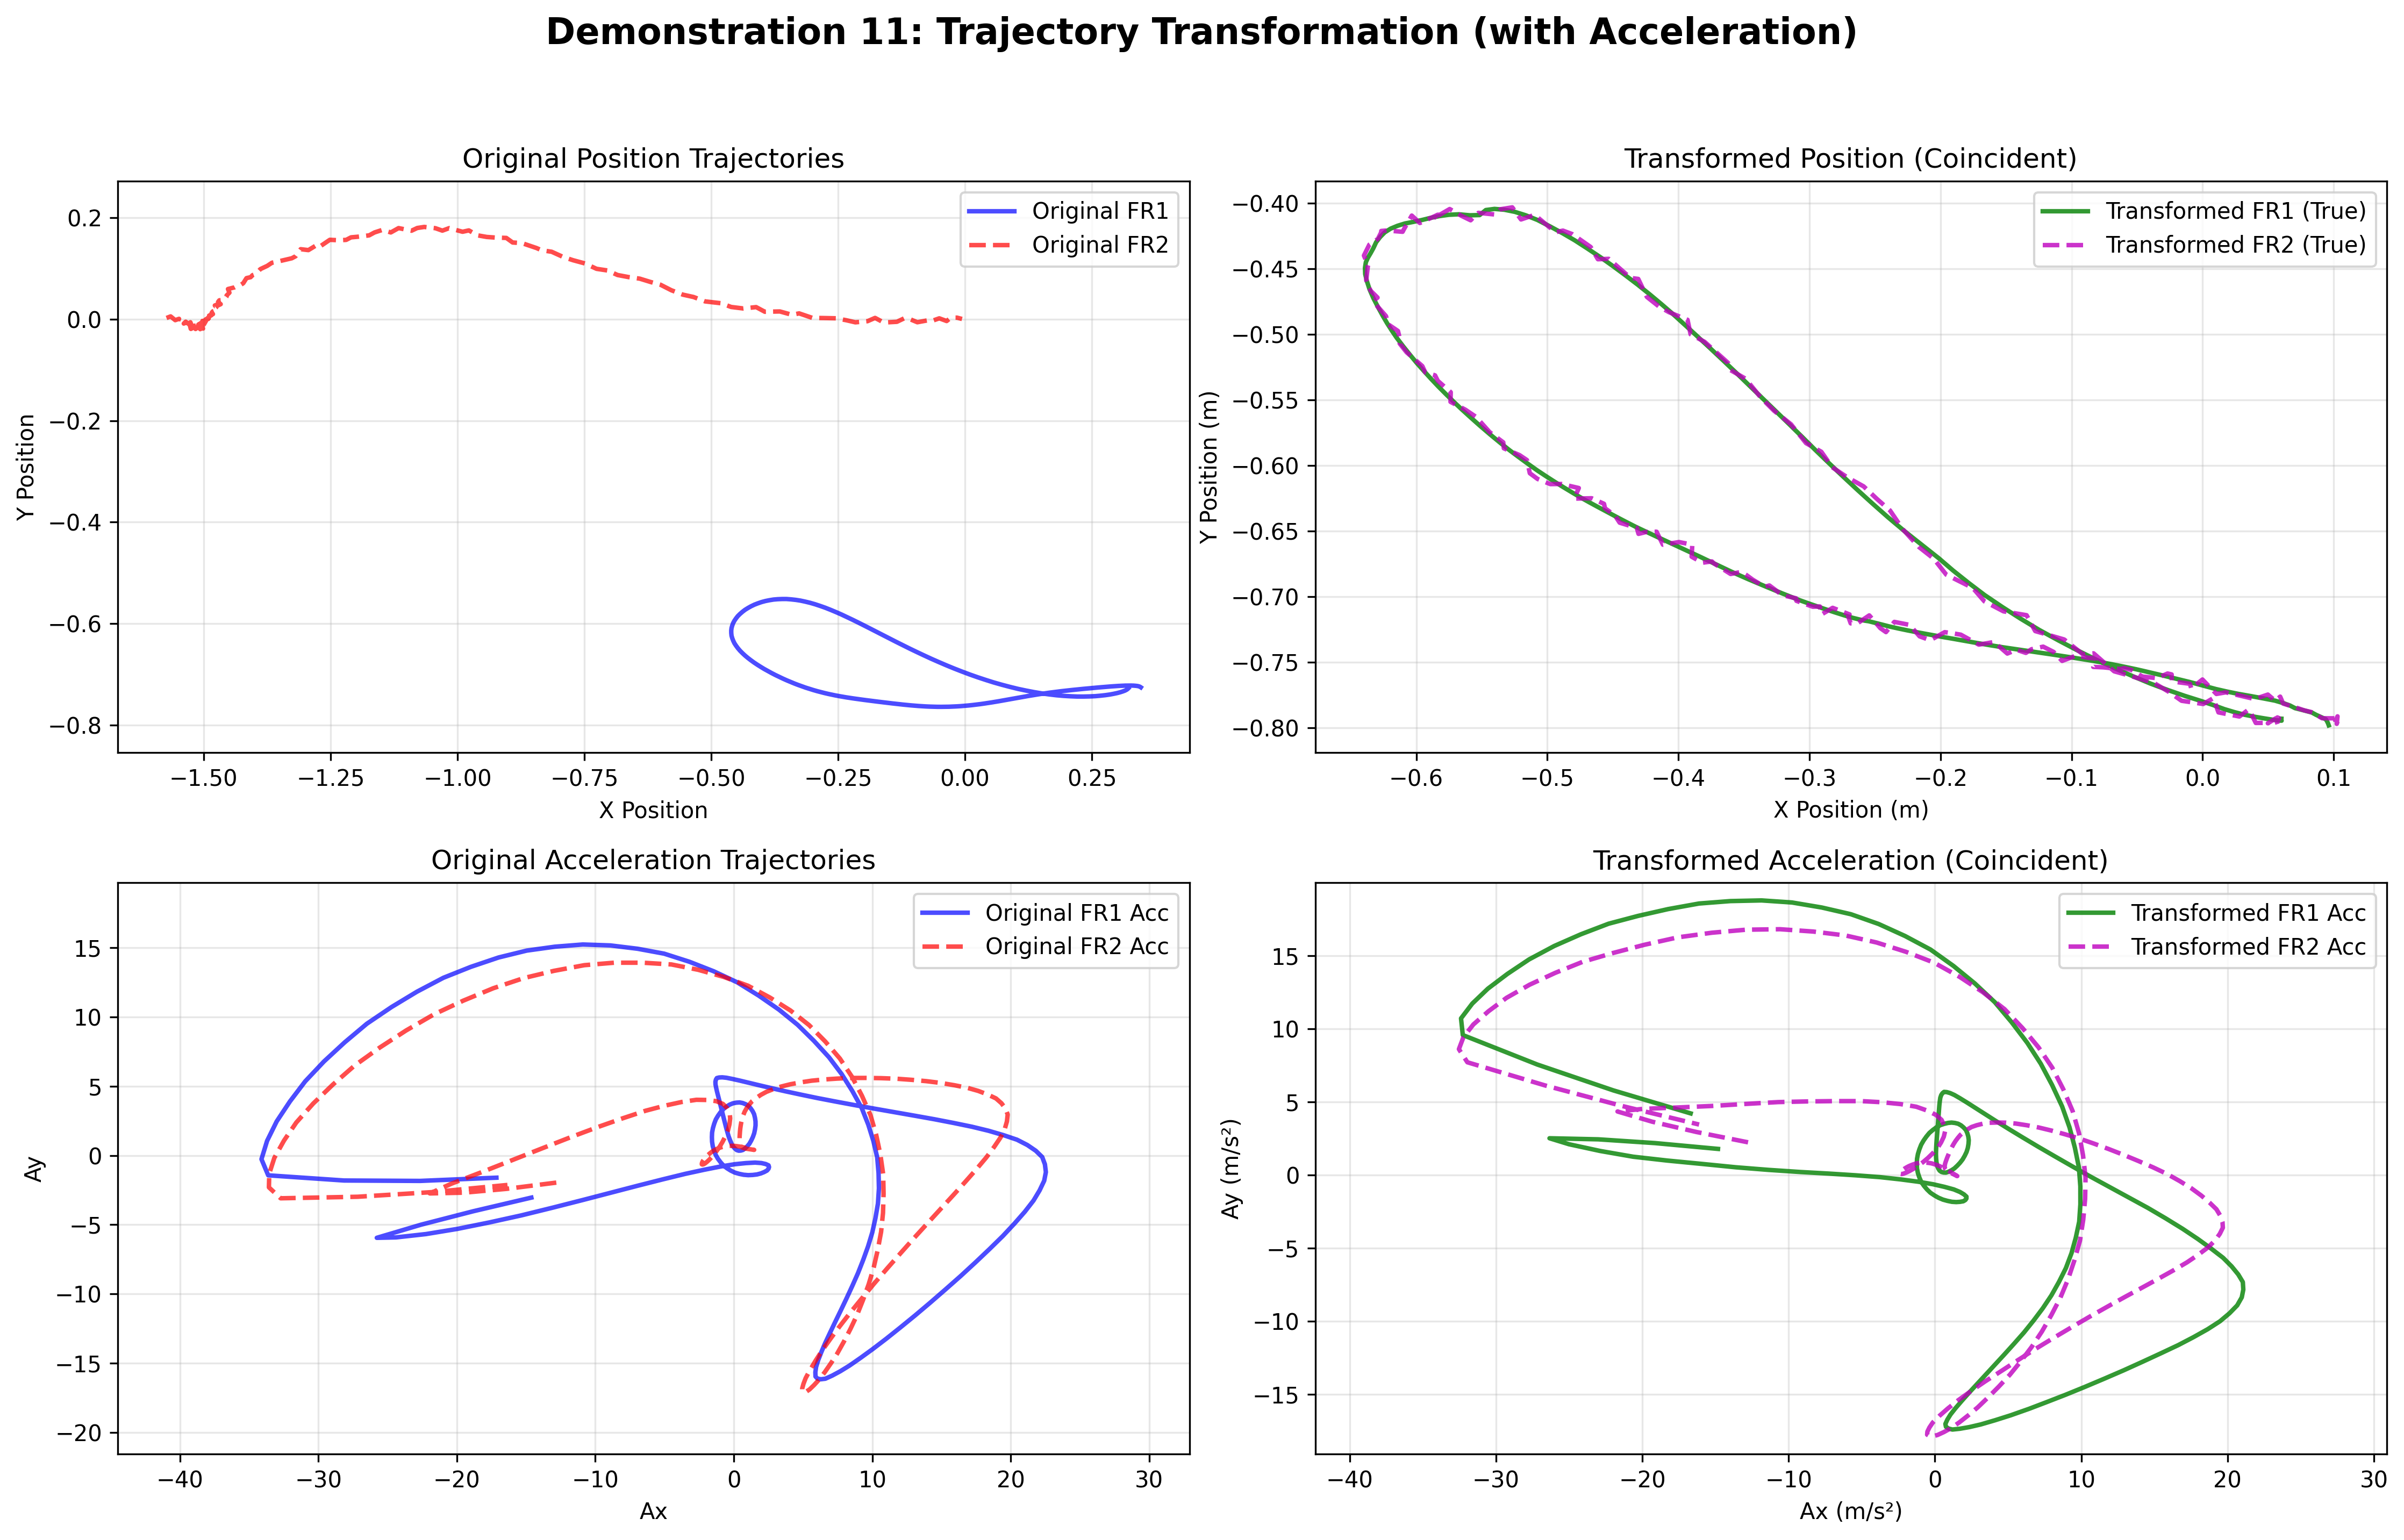 Demonstration 11: Trajectory Transformation (with Acceleration)
Original Position Trajectories
Original FR1
Original FR2
0.2
0.0
−0.2
−0.4
−0.6
−0.8
Y Position
−1.50 −1.25 −1.00 −0.75 −0.50 −0.25 0.00 0.25
X Position
Transformed Position (Coincident)
Transformed FR1 (True)
Transformed FR2 (True)
−0.40
−0.45
−0.50
−0.55
−0.60
−0.65
−0.70
−0.75
−0.80
Y Position (m)
−0.6 −0.5 −0.4 −0.3 −0.2 −0.1 0.0 0.1
X Position (m)
Original Acceleration Trajectories
Original FR1 Acc
Original FR2 Acc
15
10
5
0
−5
−10
−15
−20
Ay
−40 −30 −20 −10 0 10 20 30
Ax
Transformed Acceleration (Coincident)
Transformed FR1 Acc
Transformed FR2 Acc
15
10
5
0
−5
−10
−15
Ay (m/s²)
−40 −30 −20 −10 0 10 20 30
Ax (m/s²)